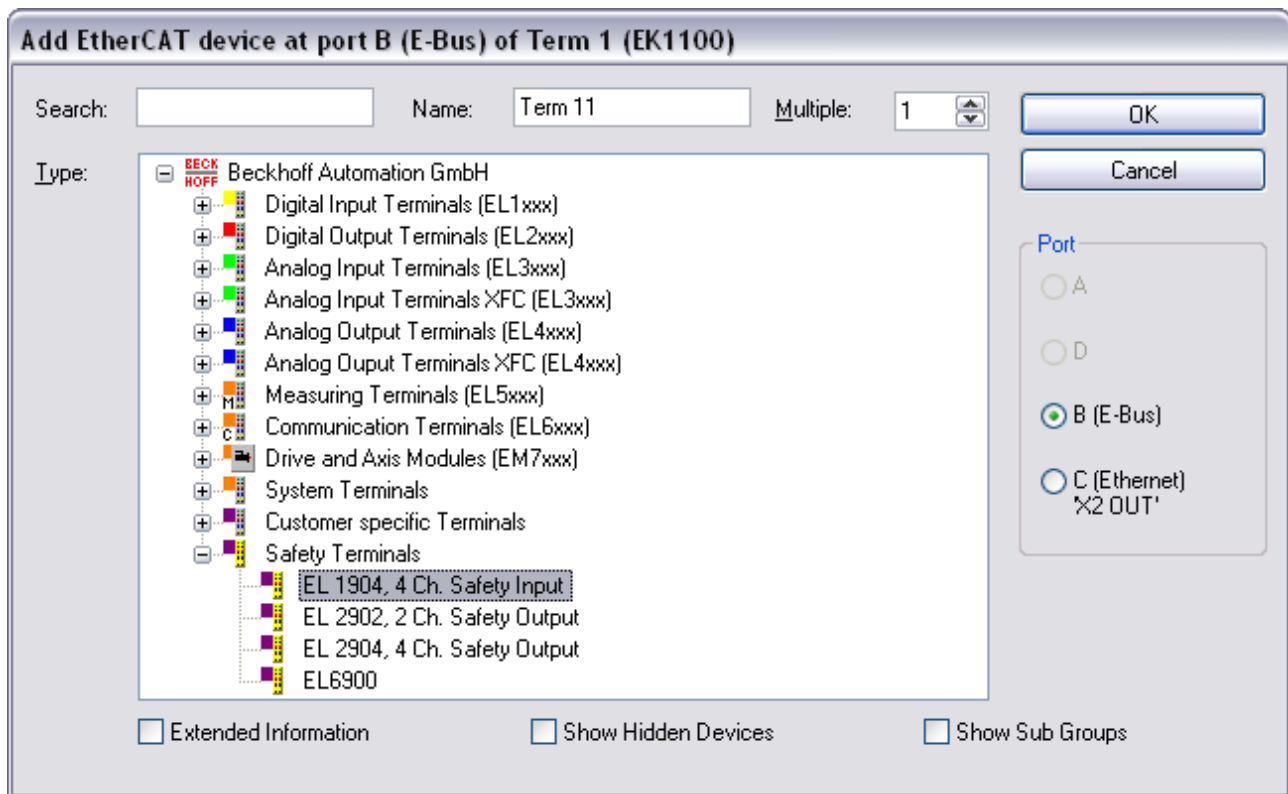 Add EtherCAT device at port B (E-Bus) of Term 1 (EK1100)
Search: Name: Term 11 Multiple: 1 OK
Cancel
Type: BECKHOFF Beckhoff Automation GmbH
Digital Input Terminals (EL1xxx)
Digital Output Terminals (EL2xxx)
Analog Input Terminals (EL3xxx)
Analog Input Terminals XFC (EL3xxx)
Analog Output Terminals (EL4xxx)
Analog Ouput Terminals XFC (EL4xxx)
M Measuring Terminals (EL5xxx)
C Communication Terminals (EL6xxx)
Drive and Axis Modules (EM7xxx)
System Terminals
Customer specific Terminals
Safety Terminals
EL 1904, 4 Ch. Safety Input
EL 2902, 2 Ch. Safety Output
EL 2904, 4 Ch. Safety Output
EL6900
Port
A
D
B (E-Bus)
C (Ethernet)
'X2 OUT'
Extended Information Show Hidden Devices Show Sub Groups